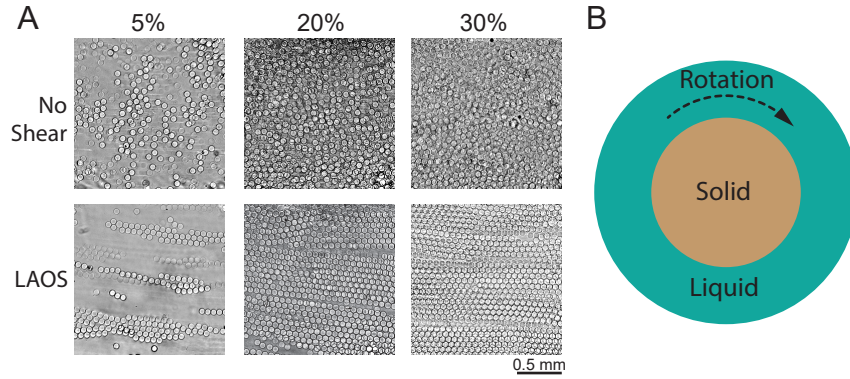 A
5%
20%
30%
No
Shear
LAOS
0.5 mm
B
Rotation
Solid
Liquid